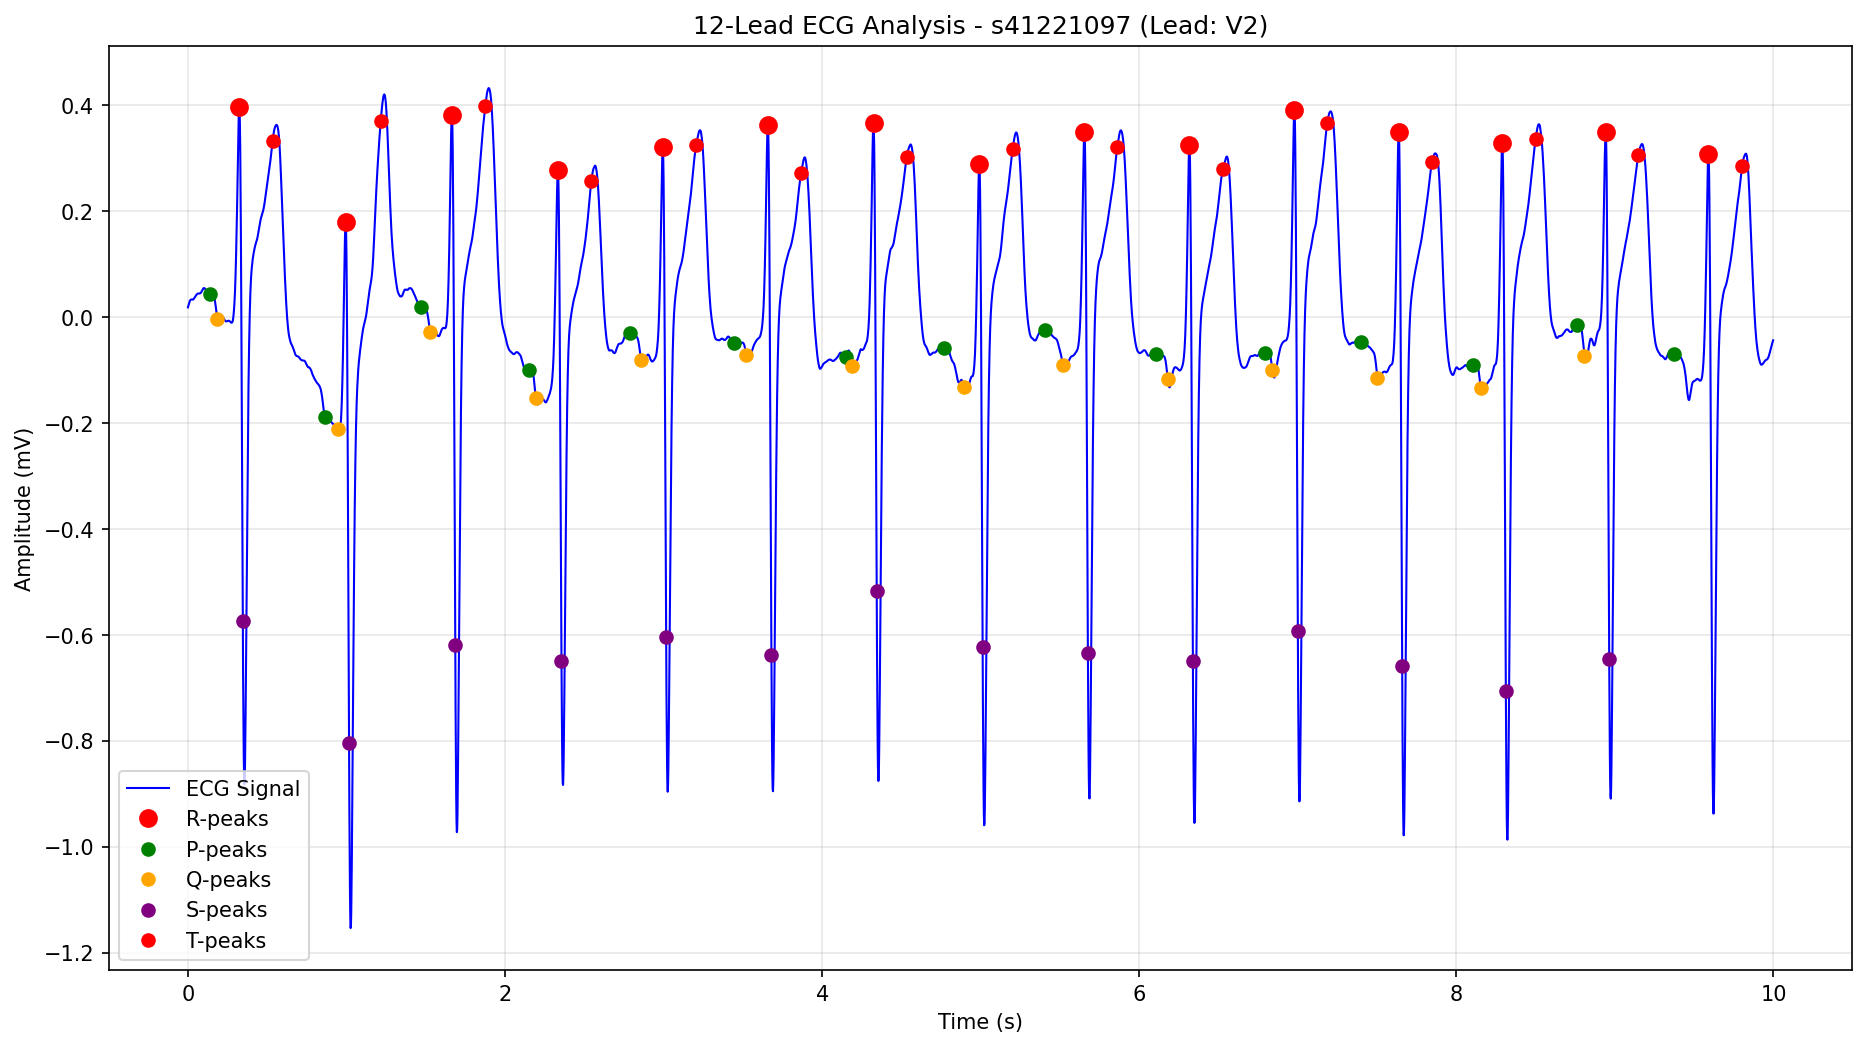 12-Lead ECG Analysis - s41221097 (Lead: V2)
Amplitude (mV)
0.4
0.2
0.0
−0.2
−0.4
−0.6
−0.8
−1.0
−1.2
ECG Signal
R-peaks
P-peaks
Q-peaks
S-peaks
T-peaks
0 2 4 6 8 10
Time (s)